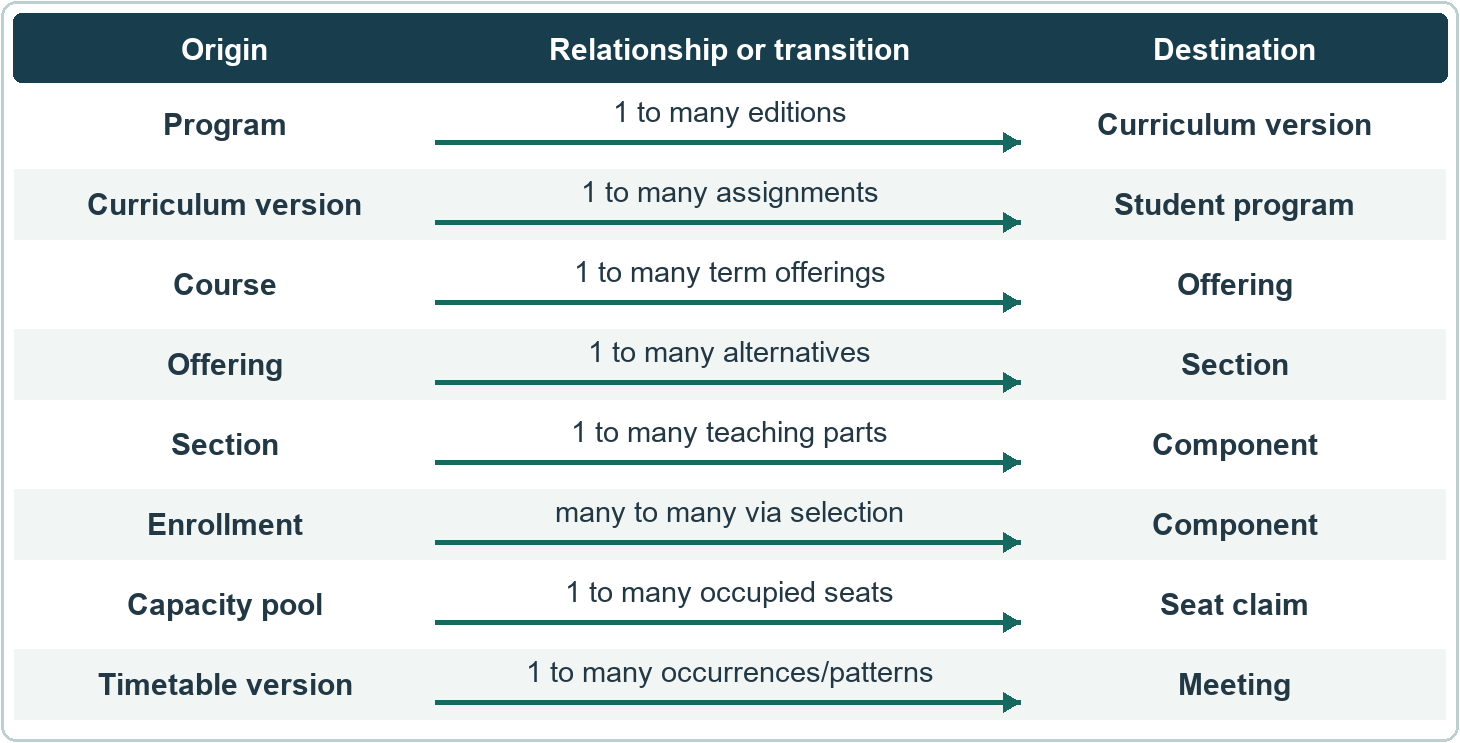 Origin Relationship or transition Destination
Program 1 to many editions Curriculum version
Curriculum version 1 to many assignments Student program
Course 1 to many term offerings Offering
Offering 1 to many alternatives Section
Section 1 to many teaching parts Component
Enrollment many to many via selection Component
Capacity pool 1 to many occupied seats Seat claim
Timetable version 1 to many occurrences/patterns Meeting